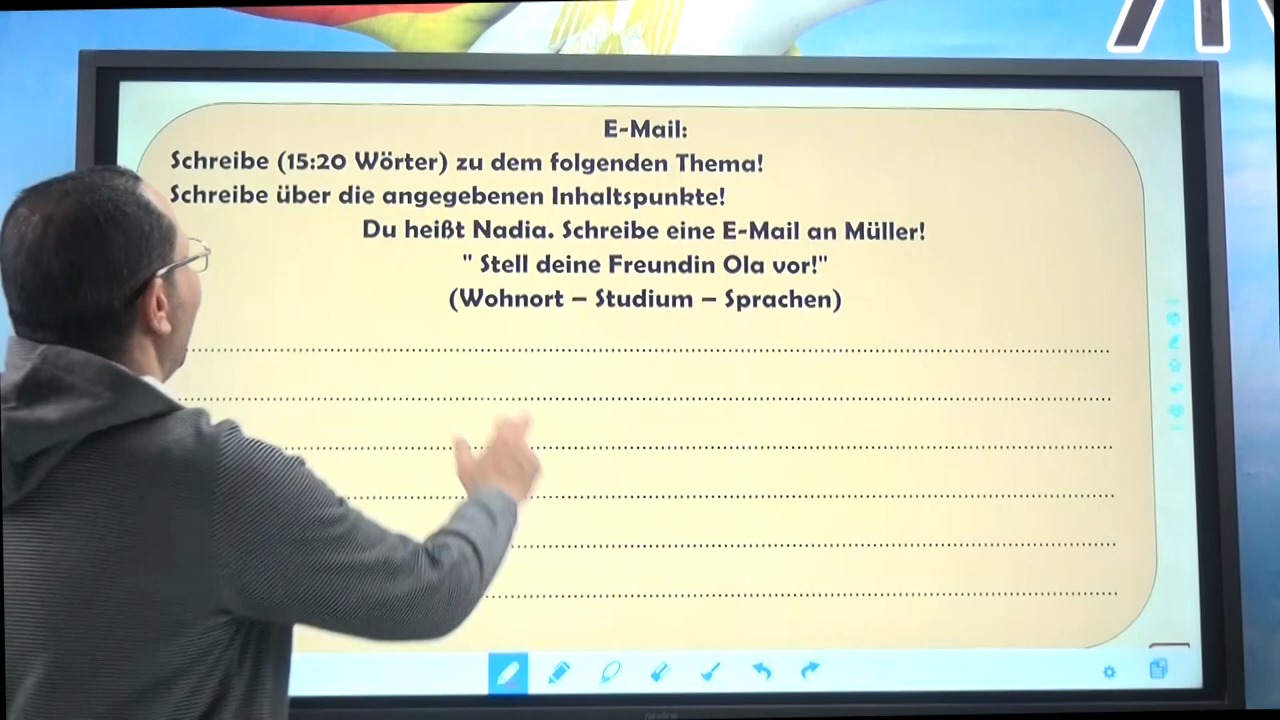 E-Mail:
Schreibe (15:20 Wörter) zu dem folgenden Thema!
Schreibe über die angegebenen Inhaltspunkte!
Du heißt Nadia. Schreibe eine E-Mail an Müller!
" Stell deine Freundin Ola vor!"
(Wohnort – Studium – Sprachen)